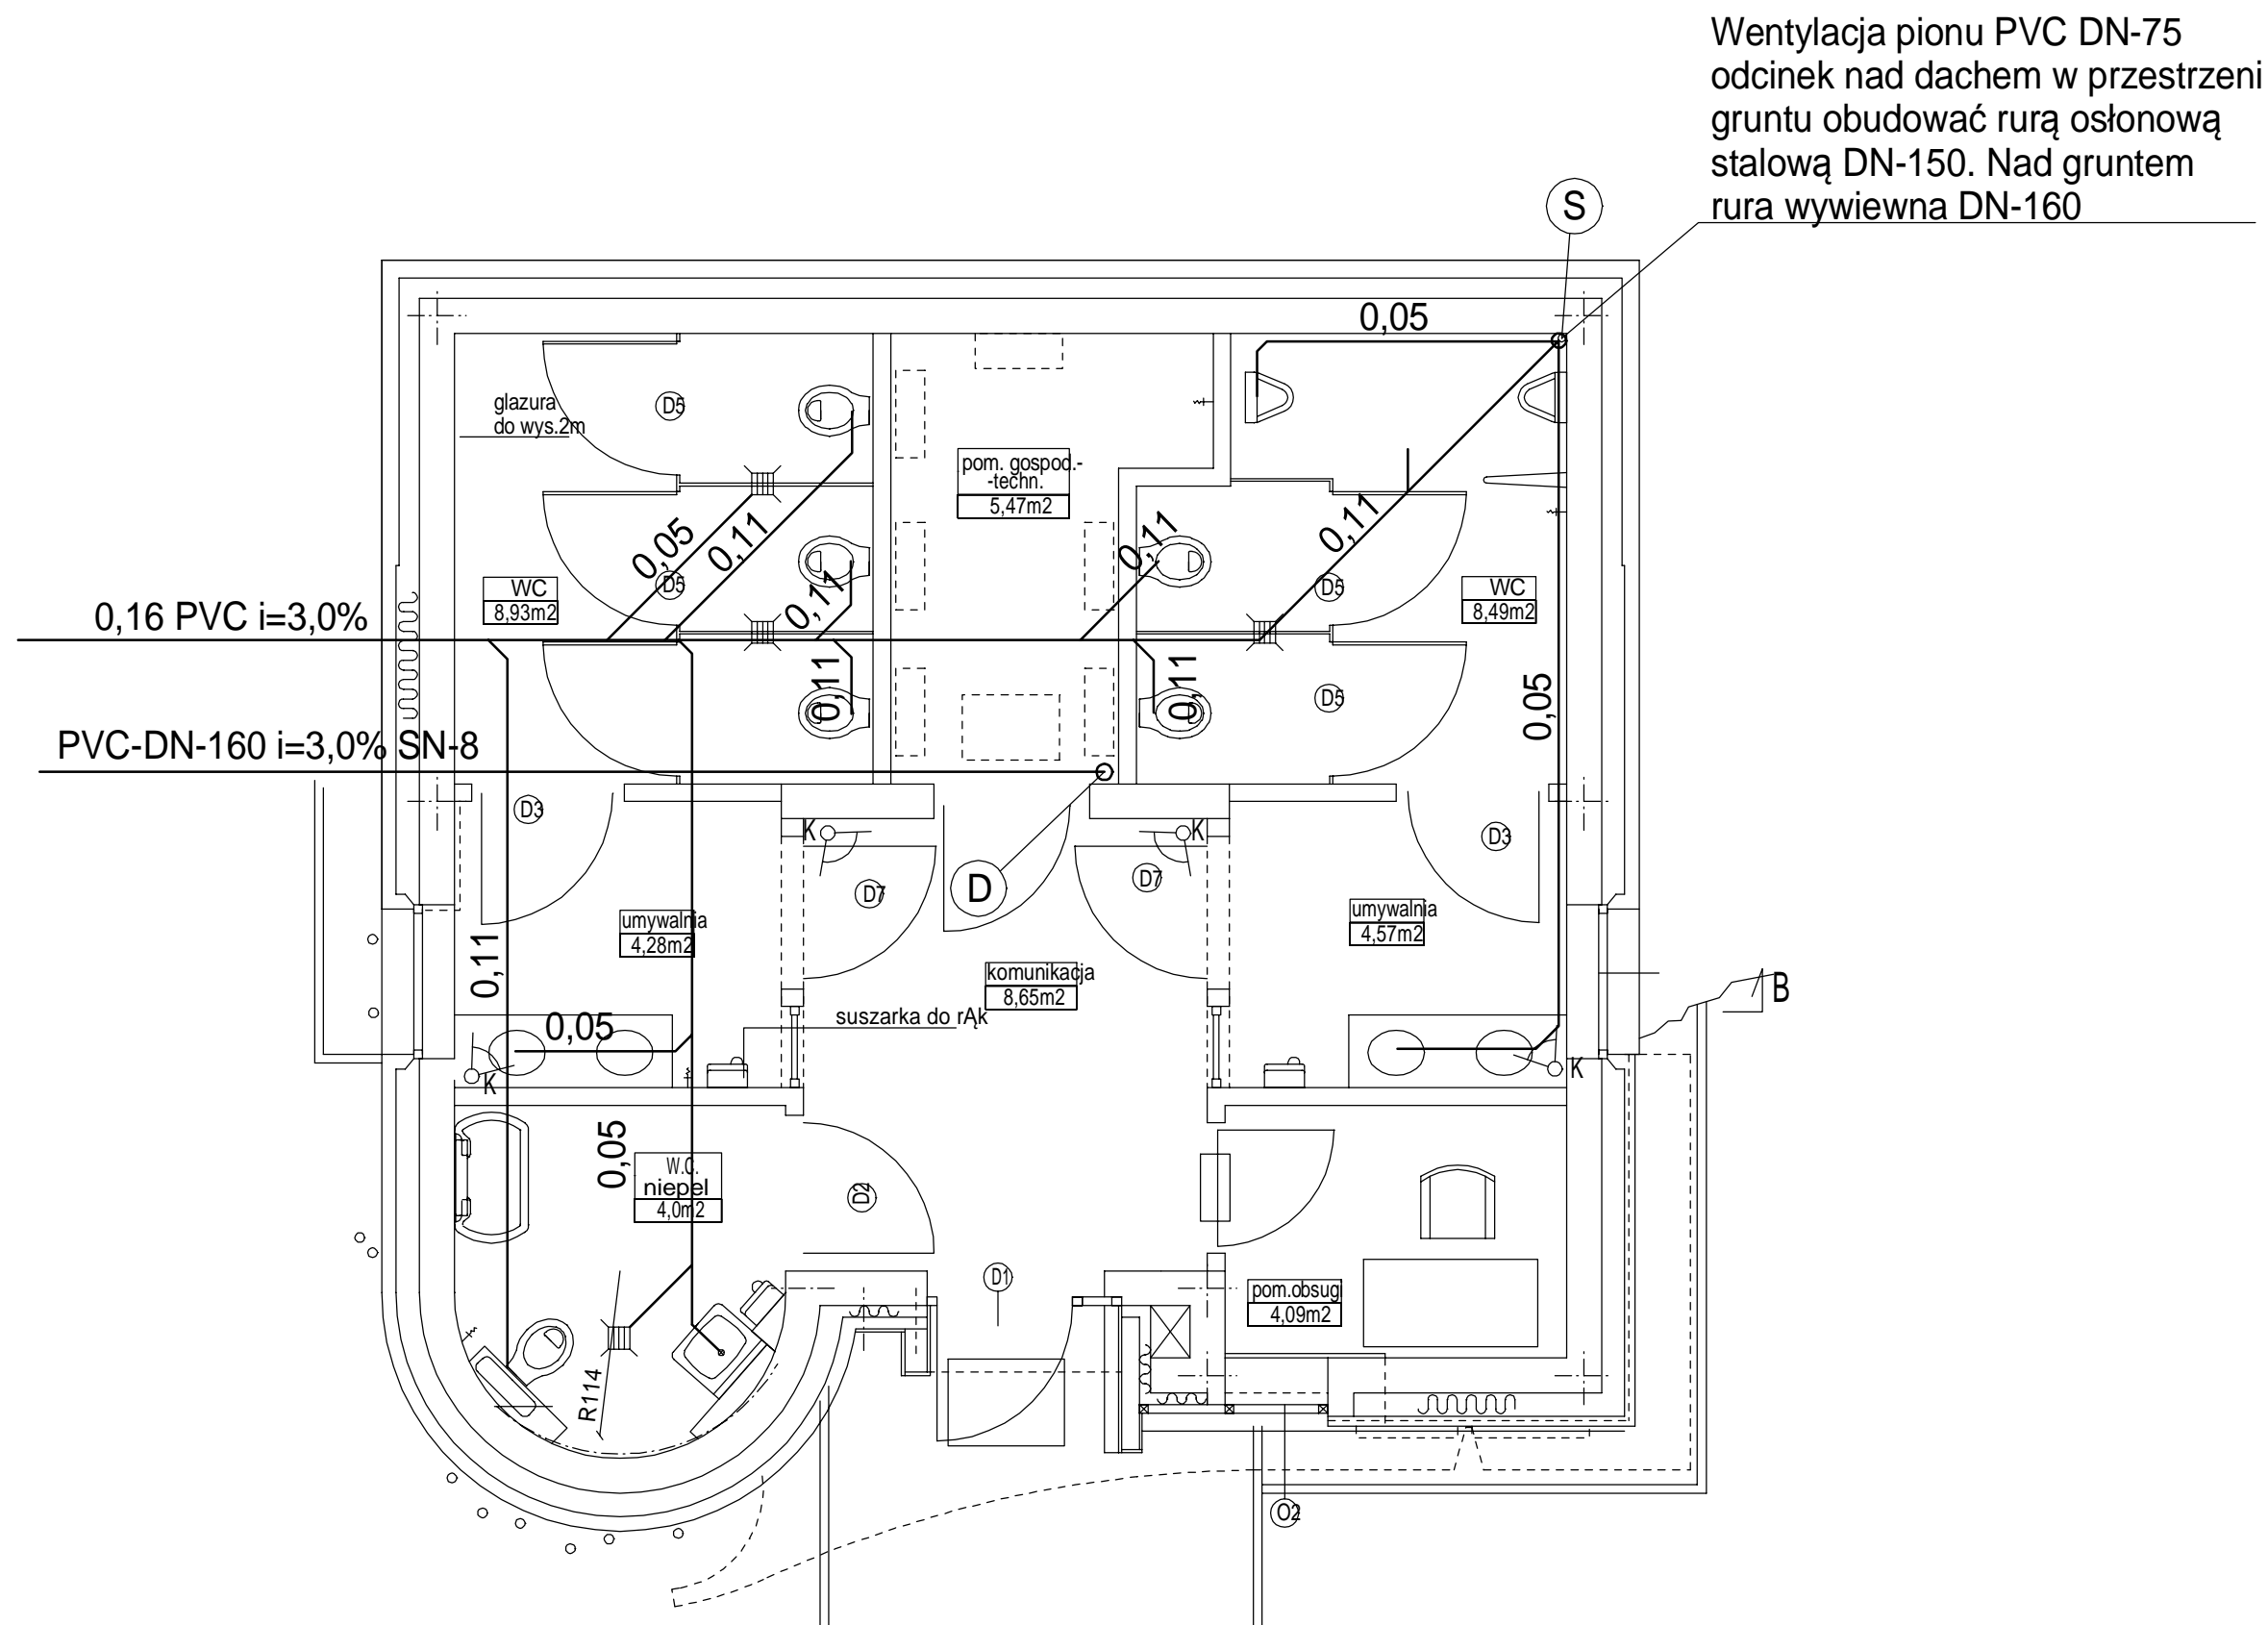 Wentylacja pionu PVC DN-75
odcinek nad dachem w przestrzeni
gruntu obudować rurą osłonową
stalową DN-150. Nad gruntem
rura wywiewna DN-160
S
0,05
glazura
do wys.2m
D5
pom. gospod.-
-techn.
5,47m2
0,05
0,11
0,11
0,11
D5
0,11
D5
WC
8,93m2
WC
8,49m2
0,16 PVC i=3,0%
0,11
0,11
D5
0,05
PVC-DN-160 i=3,0% SN-8
D3
K
K
D3
D7
D
D7
umywalnia
4,28m2
umywalnia
4,57m2
0,11
komunikacja
8,65m2
B
suszarka do rĄk
0,05
K
K
0,05
W.C.
niepel
4,0m2
D2
D1
pom.obsugi
4,09m2
R114
O2